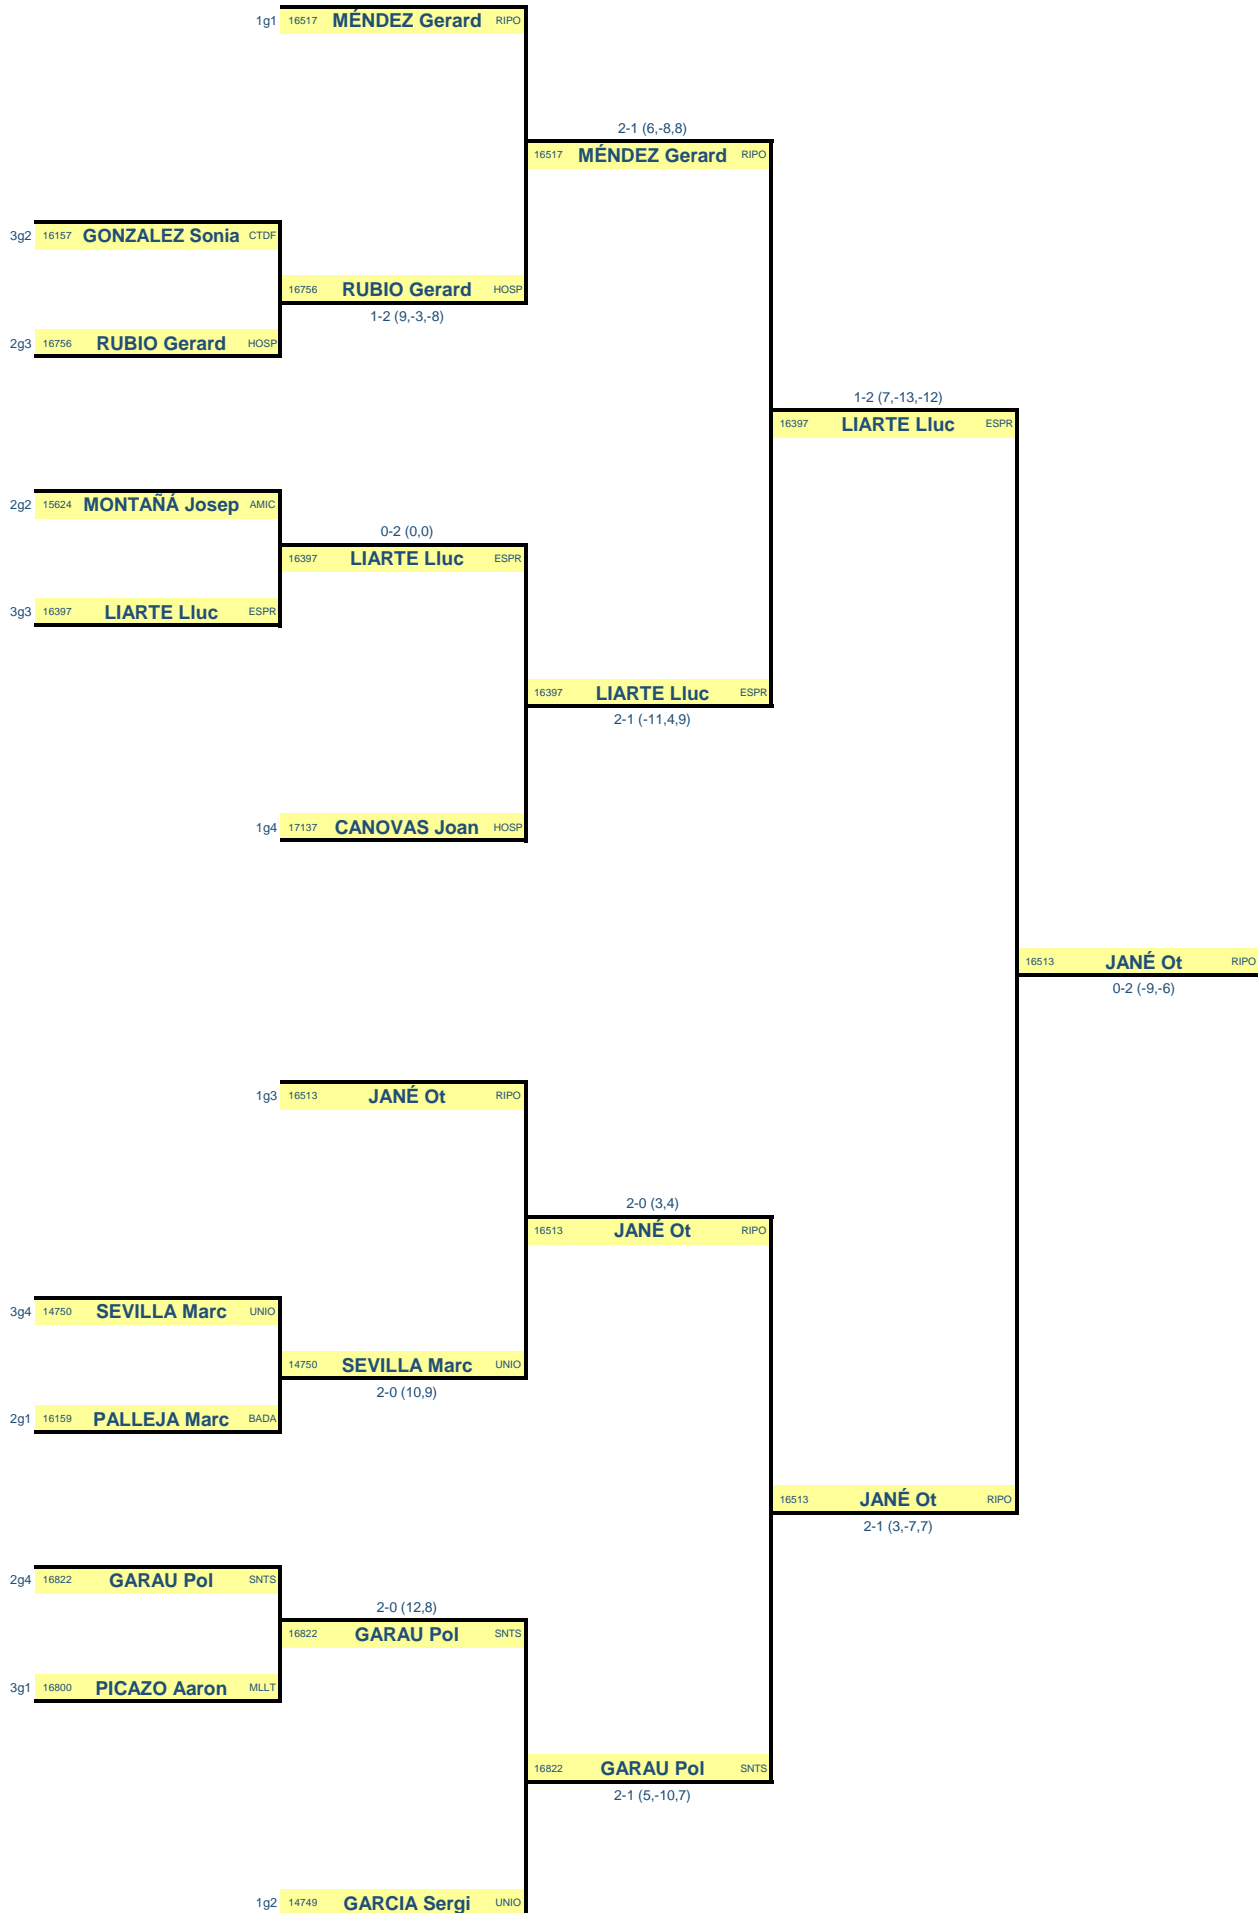 1g1 16517 MÉNDEZ Gerard RIPO
2-1 (6,-8,8)
16517 MÉNDEZ Gerard RIPO
3g2 16157 GONZALEZ Sonia CTDF
16756 RUBIO Gerard HOSP
1-2 (9,-3,-8)
2g3 16756 RUBIO Gerard HOSP
1-2 (7,-13,-12)
16397 LIARTE Lluc ESPR
2g2 15624 MONTAÑÁ Josep AMIC
0-2 (0,0)
16397 LIARTE Lluc ESPR
3g3 16397 LIARTE Lluc ESPR
16397 LIARTE Lluc ESPR
2-1 (-11,4,9)
1g4 17137 CANOVAS Joan HOSP
16513 JANÉ Ot RIPO
0-2 (-9,-6)
1g3 16513 JANÉ Ot RIPO
2-0 (3,4)
16513 JANÉ Ot RIPO
3g4 14750 SEVILLA Marc UNIO
14750 SEVILLA Marc UNIO
2-0 (10,9)
2g1 16159 PALLEJA Marc BADA
16513 JANÉ Ot RIPO
2-1 (3,-7,7)
2g4 16822 GARAU Pol SNTS
2-0 (12,8)
16822 GARAU Pol SNTS
3g1 16800 PICAZO Aaron MLLT
16822 GARAU Pol SNTS
2-1 (5,-10,7)
1g2 14749 GARCIA Sergi UNIO